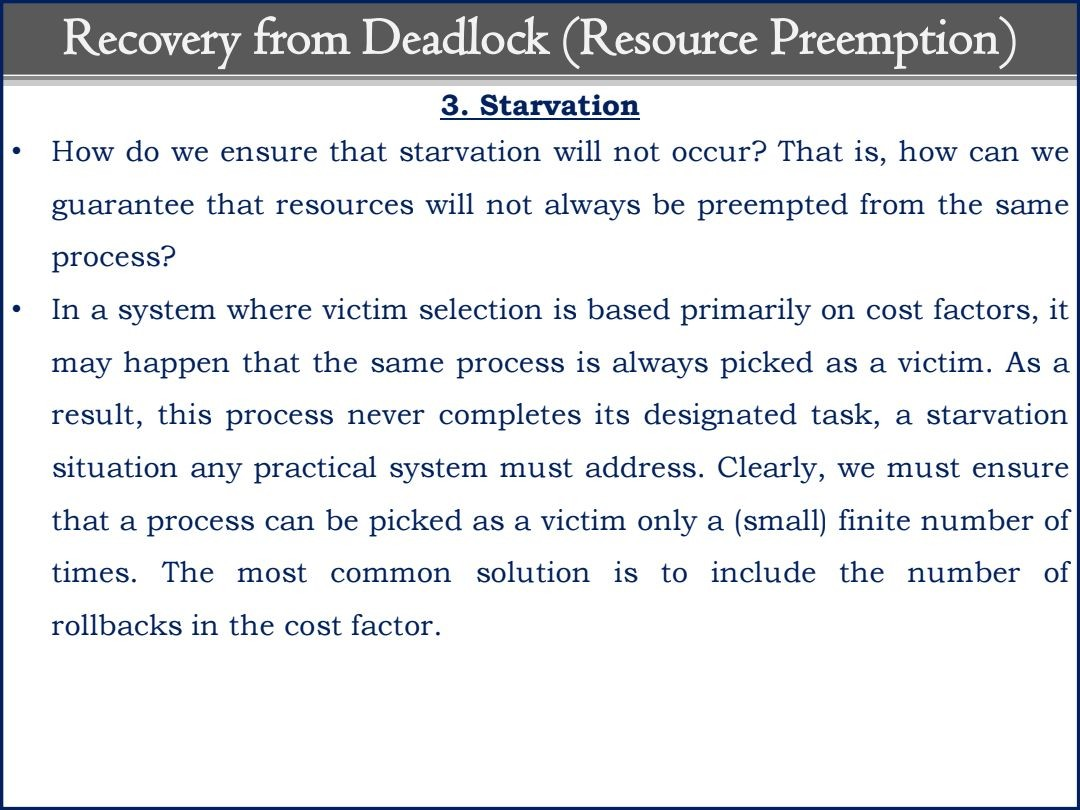 Recovery from Deadlock (Resource Preemption)
3. Starvation
• How do we ensure that starvation will not occur? That is, how can we
guarantee that resources will not always be preempted from the same
process?
• In a system where victim selection is based primarily on cost factors, it
may happen that the same process is always picked as a victim. As a
result, this process never completes its designated task, a starvation
situation any practical system must address. Clearly, we must ensure
that a process can be picked as a victim only a (small) finite number of
times. The most common solution is to include the number of
rollbacks in the cost factor.